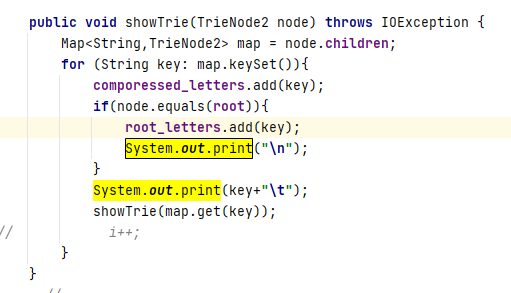 public void showTrie(TrieNode2 node) throws IOException {
Map<String,TrieNode2> map = node.children;
for (String key: map.keySet()){
comporessed_letters.add(key);
if(node.equals(root)){
root_letters.add(key);
System.out.print("\n");
}
System.out.print(key+"\t");
showTrie(map.get(key));
// i++;
}
}
//